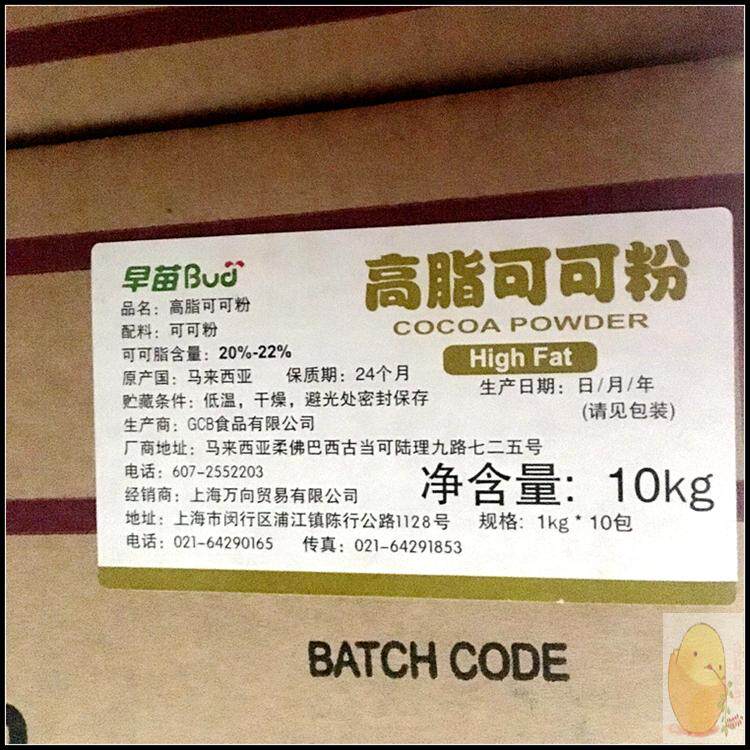 早苗Bud
高脂可可粉
COCOA POWDER
High Fat
品名：高脂可可粉
配料：可可粉
可可脂含量：20%-22%
原产国：马来西亚 保质期：24个月
生产日期：日/月/年
(请见包装)
贮藏条件：低温，干燥，避光处密封保存
生产商：GCB食品有限公司
厂商地址：马来西亚柔佛巴西古当可陆理九路七二五号
电话：607-2552203
净含量：10kg
经销商：上海万向贸易有限公司
地址：上海市闵行区浦江镇陈行公路1128号 规格：1kg * 10包
电话：021-64290165 传真：021-64291853
BATCH CODE